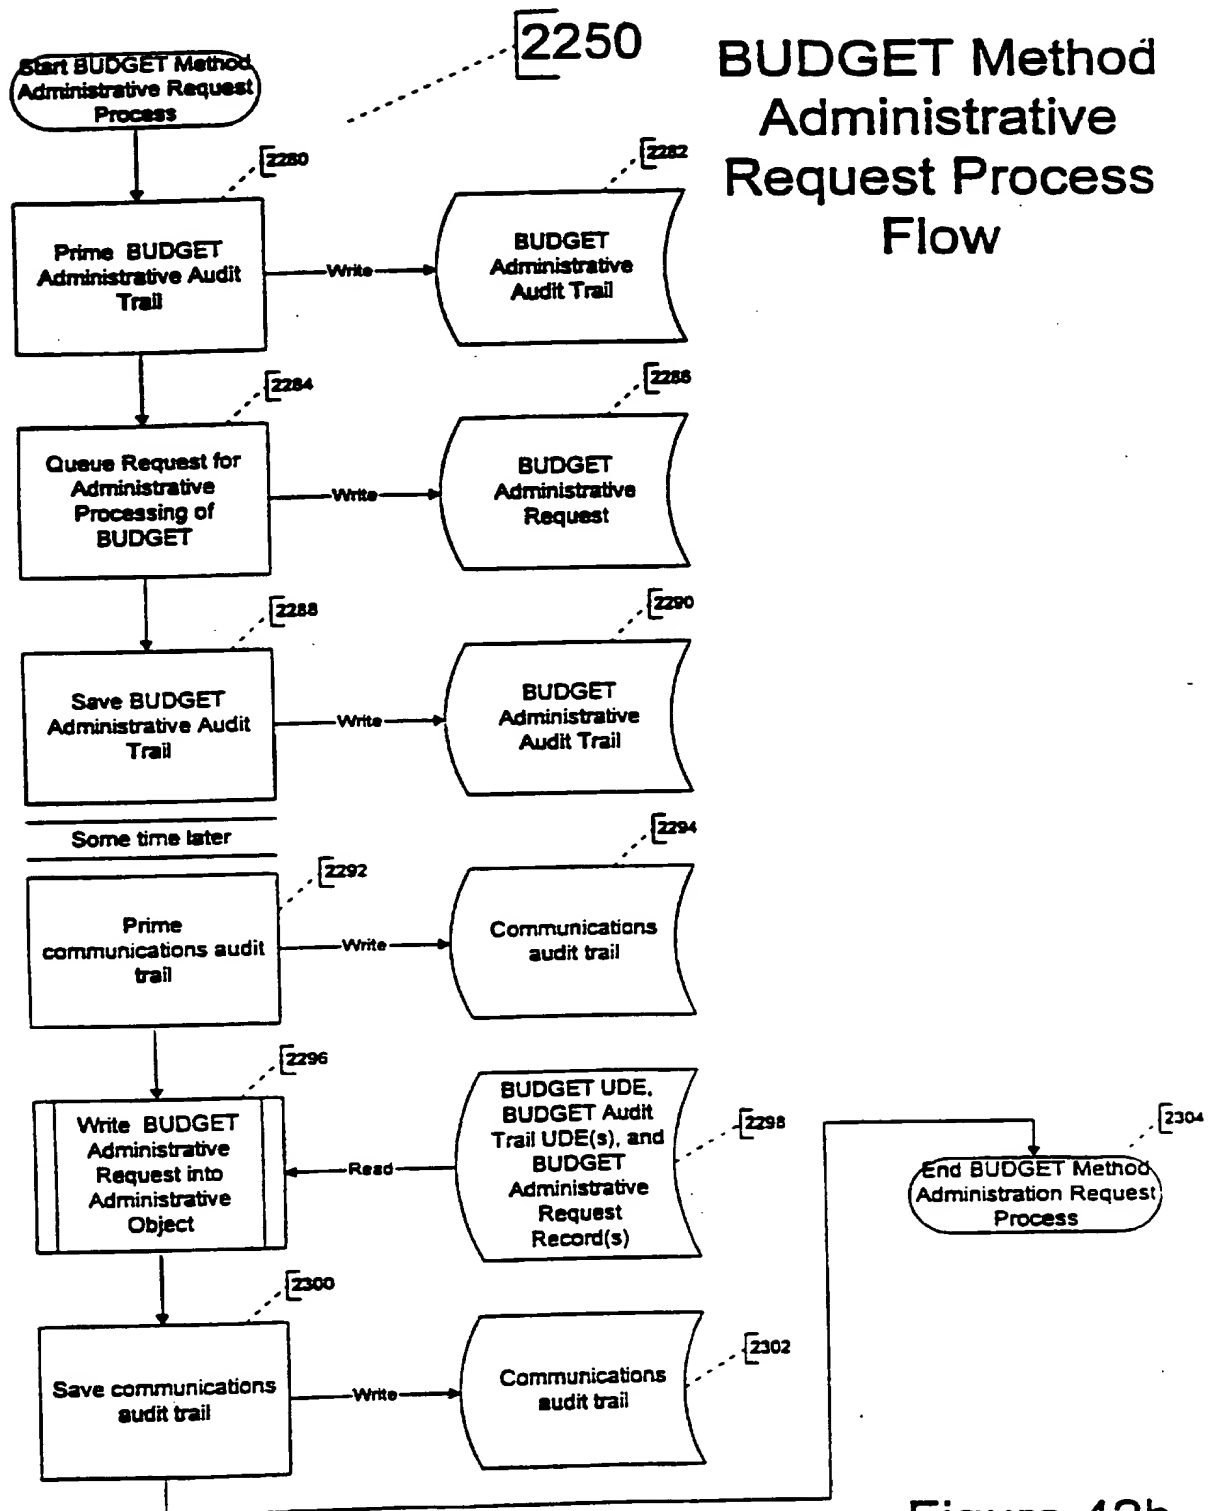 2250
BUDGET Method
Administrative
Request Process
Flow
Start BUDGET Method
Administrative Request
Process
2280
2282
Prime BUDGET
Administrative Audit
Trail
Write
BUDGET
Administrative
Audit Trail
2284
2286
Queue Request for
Administrative
Processing of
BUDGET
Write
BUDGET
Administrative
Request
2288
2290
Save BUDGET
Administrative Audit
Trail
Write
BUDGET
Administrative
Audit Trail
Some time later
2292
2294
Prime
communications audit
trail
Write
Communications
audit trail
2296
2298
Write BUDGET
Administrative
Request into
Administrative
Object
Read
BUDGET UDE,
BUDGET Audit
Trail UDE(s), and
BUDGET
Administrative
Request
Record(s)
2304
End BUDGET Method
Administration Request
Process
2300
2302
Save communications
audit trail
Write
Communications
audit trail
Figure 42b